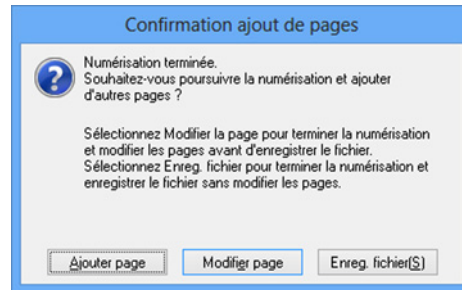 Confirmation ajout de pages
Numérisation terminée.
Souhaitez-vous poursuivre la numérisation et ajouter
d'autres pages ?
Sélectionnez Modifier la page pour terminer la numérisation
et modifier les pages avant d'enregistrer le fichier.
Sélectionnez Enreg. fichier pour terminer la numérisation et
enregistrer le fichier sans modifier les pages.
Ajouter page
Modifier page
Enreg. fichier(S)